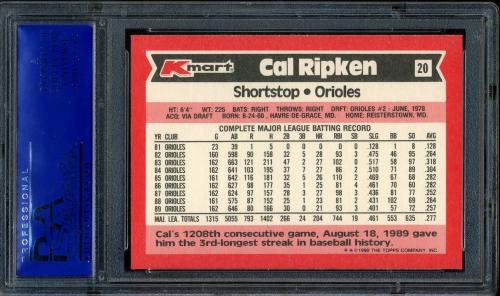 PROFESSIONAL
PSA
Kmart
Cal Ripken
20
Shortstop • Orioles
HT: 6'4" WT: 225 BATS: RIGHT THROWS: RIGHT DRFT: ORIOLES #2 - JUNE, 1978
ACQ: VIA DRAFT BORN: 8-24-60, HAVRE-DE-GRACE, MD. HOME: REISTERSTOWN, MD.
COMPLETE MAJOR LEAGUE BATTING RECORD
YR CLUB G AB R H 2B 3B HR RBI SB SLG BB SO AVG
81 ORIOLES 23 39 1 5 0 0 0 0 0 .128 1 8 .128
82 ORIOLES 160 598 90 158 32 5 28 93 3 .475 46 95 .264
83 ORIOLES 162 663 121 211 47 2 27 102 0 .517 58 97 .318
84 ORIOLES 162 641 103 195 37 7 27 86 2 .510 71 89 .304
85 ORIOLES 161 642 116 181 32 5 26 110 2 .469 67 68 .282
86 ORIOLES 162 627 98 177 35 1 25 81 4 .461 70 60 .282
87 ORIOLES 162 624 97 157 28 3 27 98 3 .436 81 77 .252
88 ORIOLES 161 575 87 152 25 1 23 81 2 .431 102 69 .264
89 ORIOLES 162 646 80 166 30 0 21 93 3 .401 57 72 .257
MAJ. LEA. TOTALS 1315 5055 793 1402 266 24 204 744 19 .461 553 635 .277
Cal's 1208th consecutive game, August 18, 1989 gave
him the 3rd-longest streak in baseball history.
© 1990 THE TOPPS COMPANY, INC.